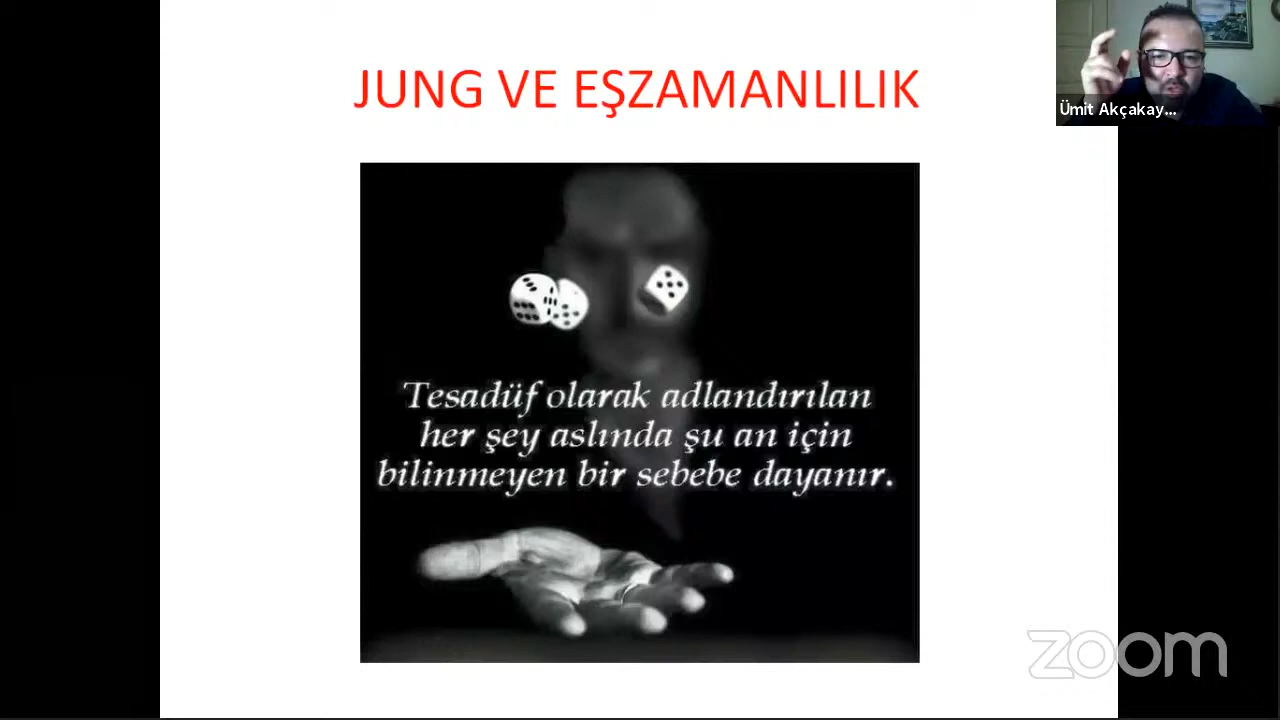 JUNG VE EŞZAMANLILIK
Ümit Akçakay...
Tesadüf olarak adlandırılan
her şey aslında şu an için
bilinmeyen bir sebebe dayanır.
zoom